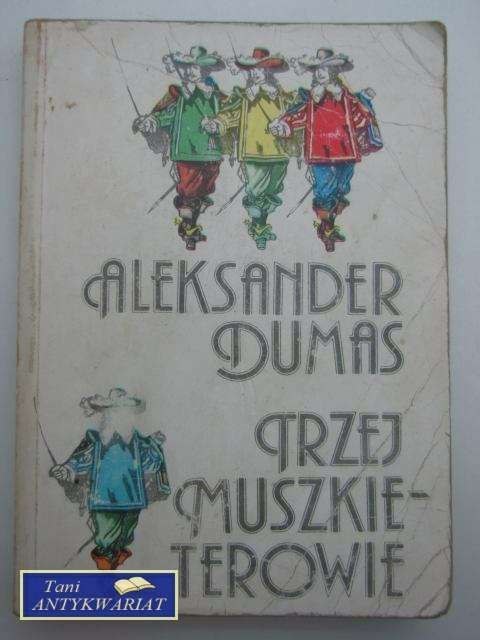 ALEKSANDER
DUMAS
TRZEJ
MUSZKIE-
TEROWIE
Tani
ANTYKWARIAT